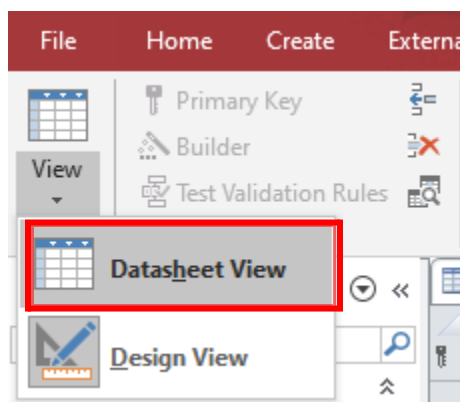 File Home Create Externa
Primary Key
Builder
View
Test Validation Rules
Datasheet View
Design View